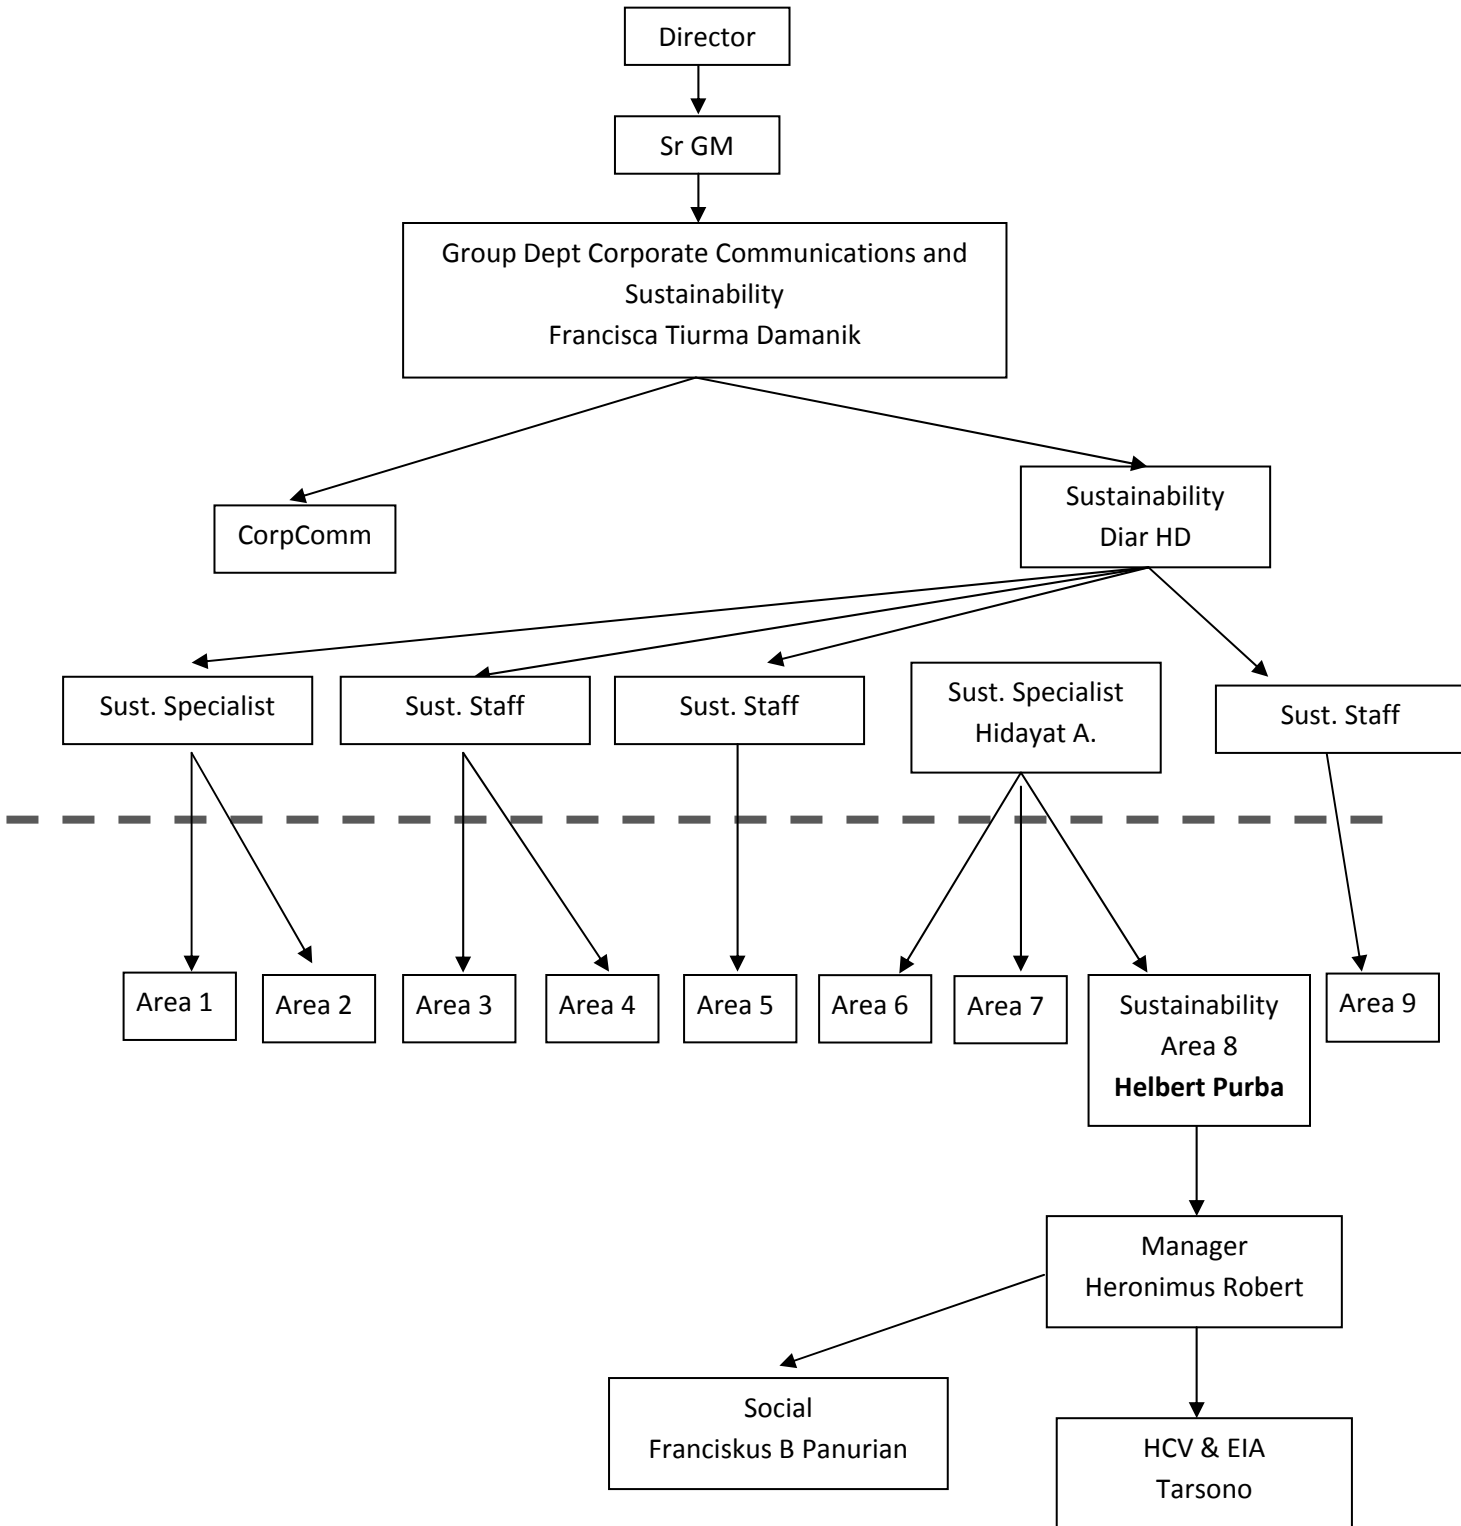 Director
Sr GM
Group Dept Corporate Communications and
Sustainability
Francisca Tiurma Damanik
CorpComm
Sustainability
Diar HD
Sust. Specialist
Sust. Staff
Sust. Staff
Sust. Specialist
Hidayat A.
Sust. Staff
Area 1
Area 2
Area 3
Area 4
Area 5
Area 6
Area 7
Sustainability
Area 8
Helbert Purba
Area 9
Manager
Heronimus Robert
Social
Franciskus B Panurian
HCV & EIA
Tarsono